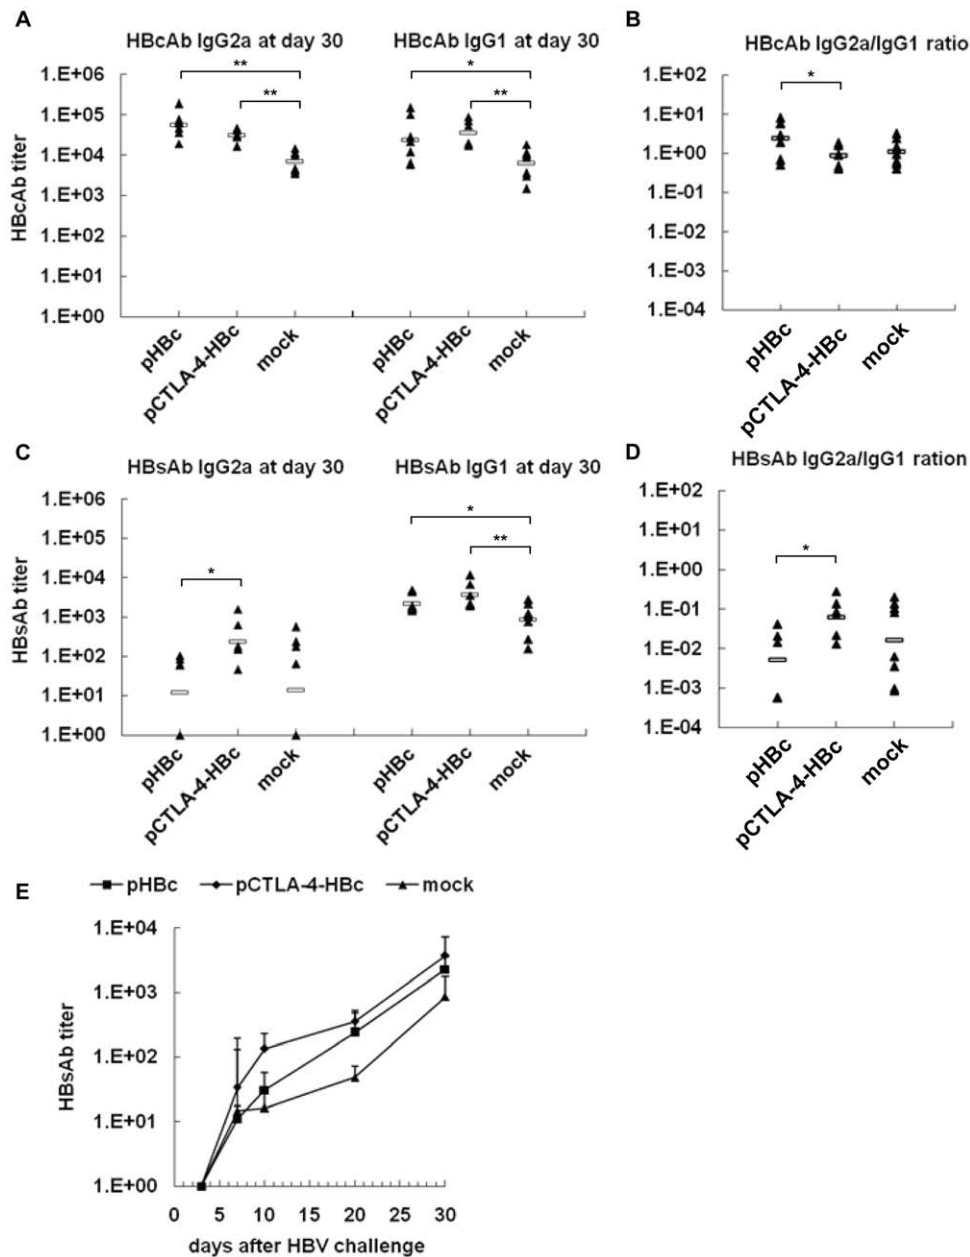 A
HBcAb IgG2a at day 30
HBcAb IgG1 at day 30
**
**
*
**
HBcAb titer
1.E+06
1.E+05
1.E+04
1.E+03
1.E+02
1.E+01
1.E+00
pHBc
pCTLA-4-HBc
mock
pHBc
pCTLA-4-HBc
mock
B
HBcAb IgG2a/IgG1 ratio
*
1.E+02
1.E+01
1.E+00
1.E-01
1.E-02
1.E-03
1.E-04
pHBc
pCTLA-4-HBc
mock
C
HBsAb IgG2a at day 30
HBsAb IgG1 at day 30
*
*
**
HBsAb titer
1.E+06
1.E+05
1.E+04
1.E+03
1.E+02
1.E+01
1.E+00
pHBc
pCTLA-4-HBc
mock
pHBc
pCTLA-4-HBc
mock
D
HBsAb IgG2a/IgG1 ration
*
1.E+02
1.E+01
1.E+00
1.E-01
1.E-02
1.E-03
1.E-04
pHBc
pCTLA-4-HBc
mock
E
pHBc pCTLA-4-HBc mock
HBsAb titer
1.E+04
1.E+03
1.E+02
1.E+01
1.E+00
0 5 10 15 20 25 30
days after HBV challenge